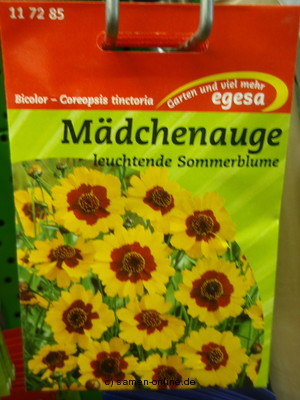 11 72 85
Bicolor – Coreopsis tinctoria
Garten und viel mehr
egesa
Mädchenauge
leuchtende Sommerblume
c) samen-online.de